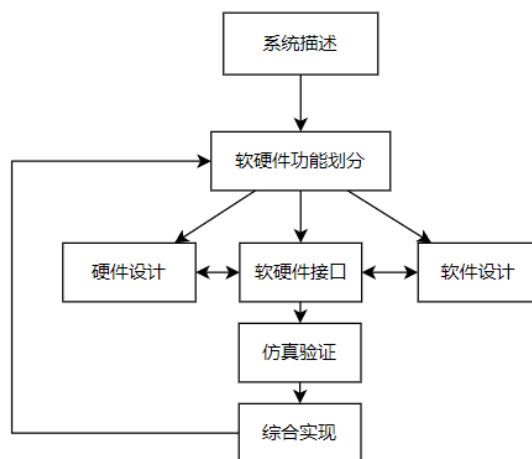 系统描述
软硬件功能划分
硬件设计
软硬件接口
软件设计
仿真验证
综合实现